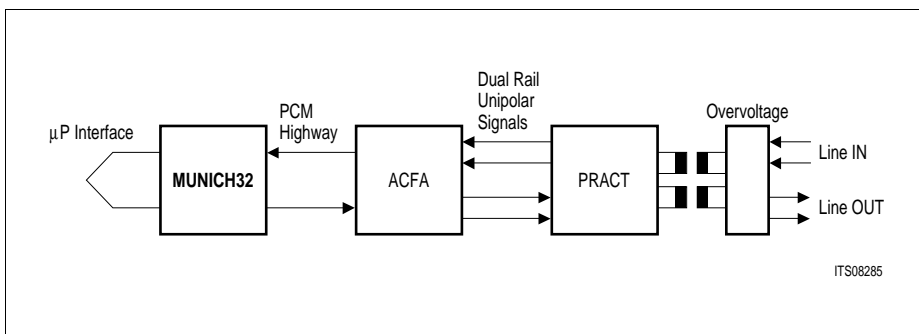 Dual Rail
Unipolar
Signals
PCM
Highway
Overvoltage
µP Interface
Line IN
MUNICH32
ACFA
PRACT
Line OUT
ITS08285